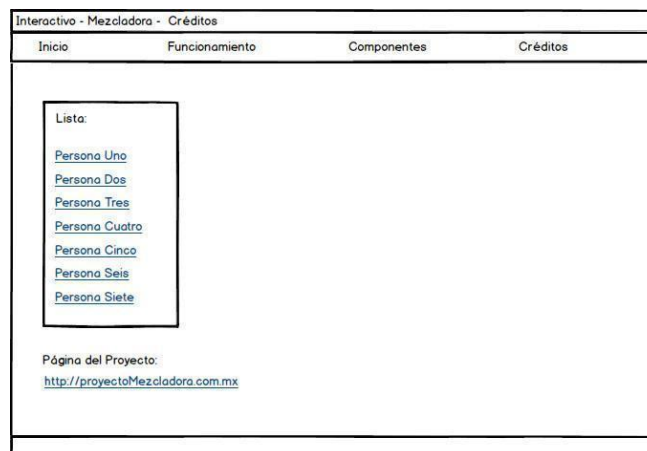 Interactivo - Mezcladora - Créditos
Inicio Funcionamiento Componentes Créditos
Lista:
Persona Uno
Persona Dos
Persona Tres
Persona Cuatro
Persona Cinco
Persona Seis
Persona Siete
Página del Proyecto:
http://proyectoMezcladora.com.mx